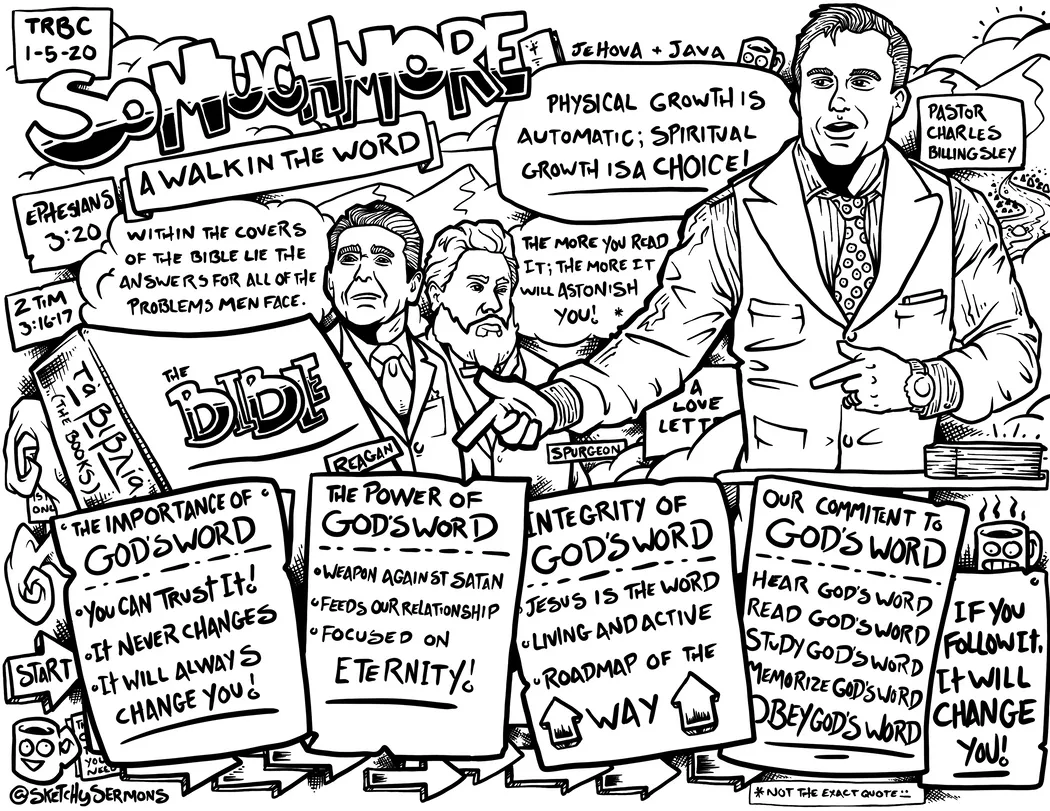 TRBC
1-5-20
SO MUCH MORE
A WALK IN THE WORD
JEHOVA + JAVA
PHYSICAL GROWTH IS
AUTOMATIC; SPIRITUAL
GROWTH IS A CHOICE!
PASTOR
CHARLES
BILLINGSLEY
EPHESIANS
3:20
2 TIM
3:16-17
WITHIN THE COVERS
OF THE BIBLE LIE THE
ANSWERS FOR ALL OF THE
PROBLEMS MEN FACE.
THE MORE YOU READ
IT; THE MORE IT
WILL ASTONISH
YOU! *
THE
BIBLE
Τὰ βιβλία
(THE BOOKS)
REAGAN
SPURGEON
A
LOVE
LETTE
THE IMPORTANCE OF
GOD'S WORD
• YOU CAN TRUST IT!
• IT NEVER CHANGES
• IT WILL ALWAYS
CHANGE YOU!
THE POWER OF
GOD'S WORD
• WEAPON AGAINST SATAN
• FEEDS OUR RELATIONSHIP
• FOCUSED ON
ETERNITY!
INTEGRITY OF
GOD'S WORD
• JESUS IS THE WORD
• LIVING AND ACTIVE
• ROADMAP OF THE
WAY
OUR COMMITENT TO
GOD'S WORD
HEAR GOD'S WORD
READ GOD'S WORD
STUDY GOD'S WORD
MEMORIZE GOD'S WORD
OBEY GOD'S WORD
IF YOU
FOLLOW IT,
IT WILL
CHANGE
YOU!
START
YOU
NEED
@SKETCHYSERMONS
* NOT THE EXACT QUOTE